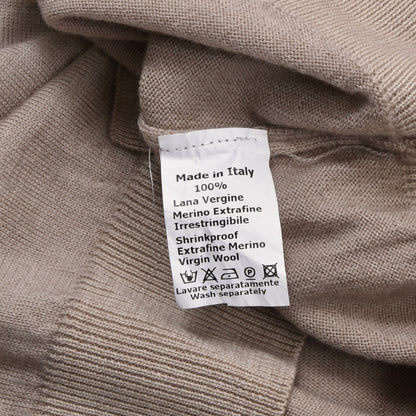 Made in Italy
100%
Lana Vergine
Merino Extrafine
Irrestringibile
Shrinkproof
Extrafine Merino
Virgin Wool
Lavare separatamente
Wash separately